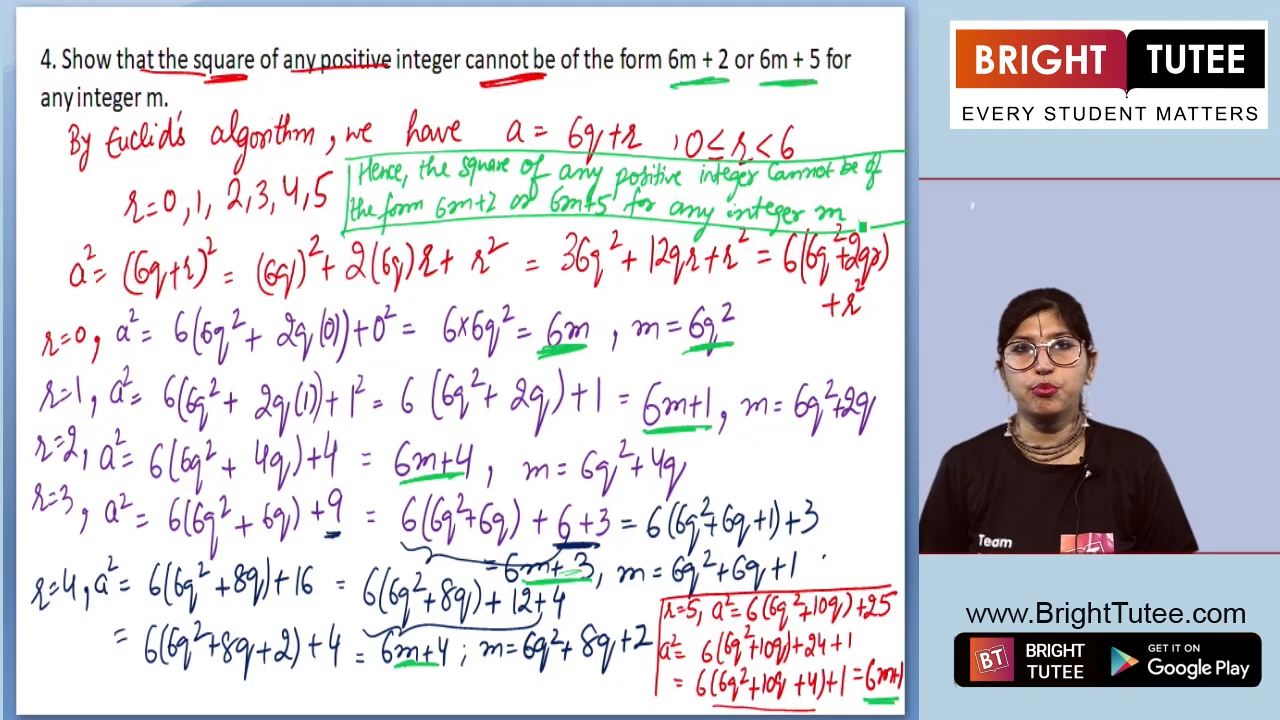 4. Show that the square of any positive integer cannot be of the form 6m + 2 or 6m + 5 for
any integer m.
By Euclid's algorithm, we have a = 6q+r , 0 ≤ r < 6
r=0, 1, 2, 3, 4, 5
Hence, the square of any positive integer cannot be of
the form 6m+2 or 6m+5 for any integer m.
a² = (6q+r)² = (6q)² + 2(6q)r + r² = 36q² + 12qr + r² = 6(6q²+2qr)
+r²
r=0, a² = 6(6q² + 2q(0)) + 0² = 6×6q² = 6m , m = 6q²
r=1, a² = 6(6q² + 2q(1)) + 1² = 6(6q² + 2q) + 1 = 6m+1, m = 6q²+2q
r=2, a² = 6(6q² + 4q) + 4 = 6m+4, m = 6q² + 4q
r=3, a² = 6(6q² + 6q) + 9 = 6(6q²+6q) + 6+3 = 6(6q²+6q+1)+3
= 6m+3, m = 6q²+6q+1
r=4, a² = 6(6q²+8q)+16 = 6(6q²+8q)+12+4
= 6(6q²+8q+2)+4 = 6m+4; m=6q²+8q+2
r=5, a²=6(6q²+10q)+25
a²= 6(6q²+10q)+24+1
= 6(6q²+10q+4)+1=6m+1
BRIGHT TUTEE
EVERY STUDENT MATTERS
Team
www.BrightTutee.com
BT BRIGHT TUTEE
GET IT ON
Google Play